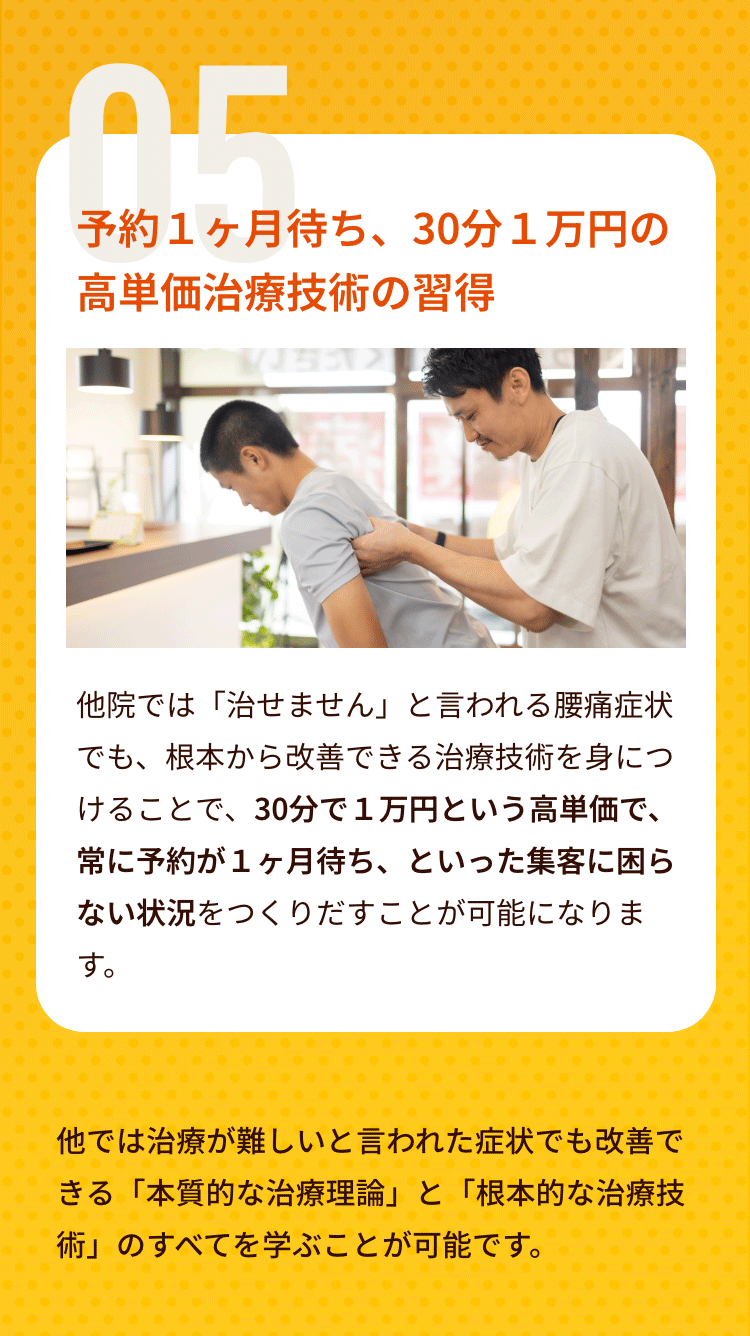 05
予約１ヶ月待ち、30分１万円の
高単価治療技術の習得
他院では「治せません」と言われる腰痛症状
でも、根本から改善できる治療技術を身につ
けることで、30分で１万円という高単価で、
常に予約が１ヶ月待ち、といった集客に困ら
ない状況をつくりだすことが可能になりま
す。
他では治療が難しいと言われた症状でも改善で
きる「本質的な治療理論」と「根本的な治療技
術」のすべてを学ぶことが可能です。